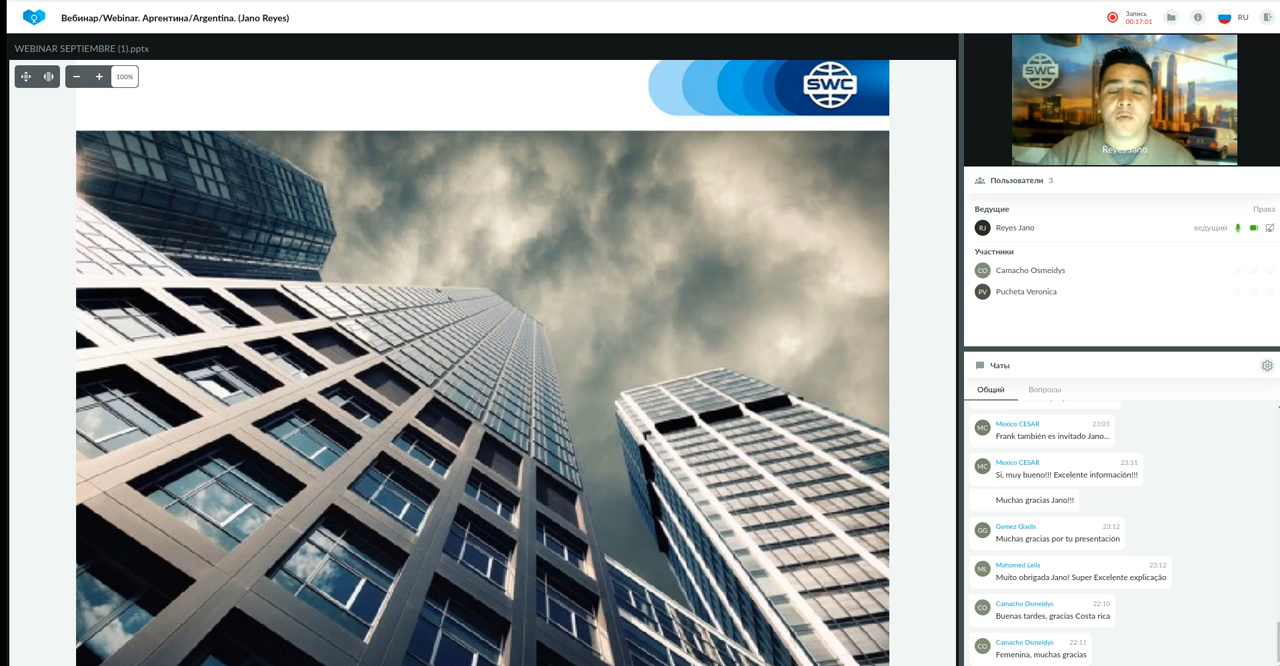 Вебинар/Webinar. Аргентина/Argentina. (Jano Reyes)
Запись
00:17:01
RU
WEBINAR SEPTIEMBRE (1).pptx
100%
SWC
SWC
Reyes Jano
Пользователи 3
Ведущие Права
RJ Reyes Jano ведущий
Участники
CO Camacho Osmeidys
PV Pucheta Veronica
Чаты
Общий Вопросы
MC Mexico CESAR 23:03
Frank también es invitado Jano...
MC Mexico CESAR 23:11
Si, muy bueno!!! Excelente información!!!
Muchas gracias Jano!!!
GG Gomez Gladis 23:12
Muchas gracias por tu presentación
ML Mahomed Leila 23:12
Muito obrigada Jano! Super Excelente explicação
CO Camacho Osmeidys 22:10
Buenas tardes, gracias Costa rica
CO Camacho Osmeidys 22:11
Femenina, muchas gracias